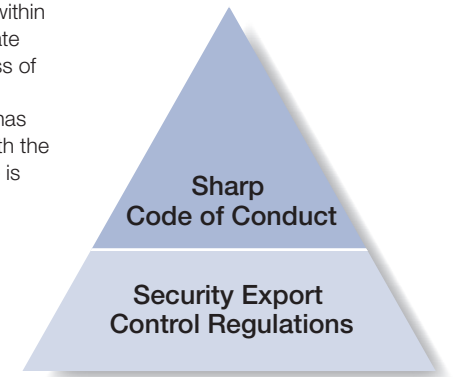 within
ate
ss of
has
th the
is
Sharp
Code of Conduct
Security Export
Control Regulations